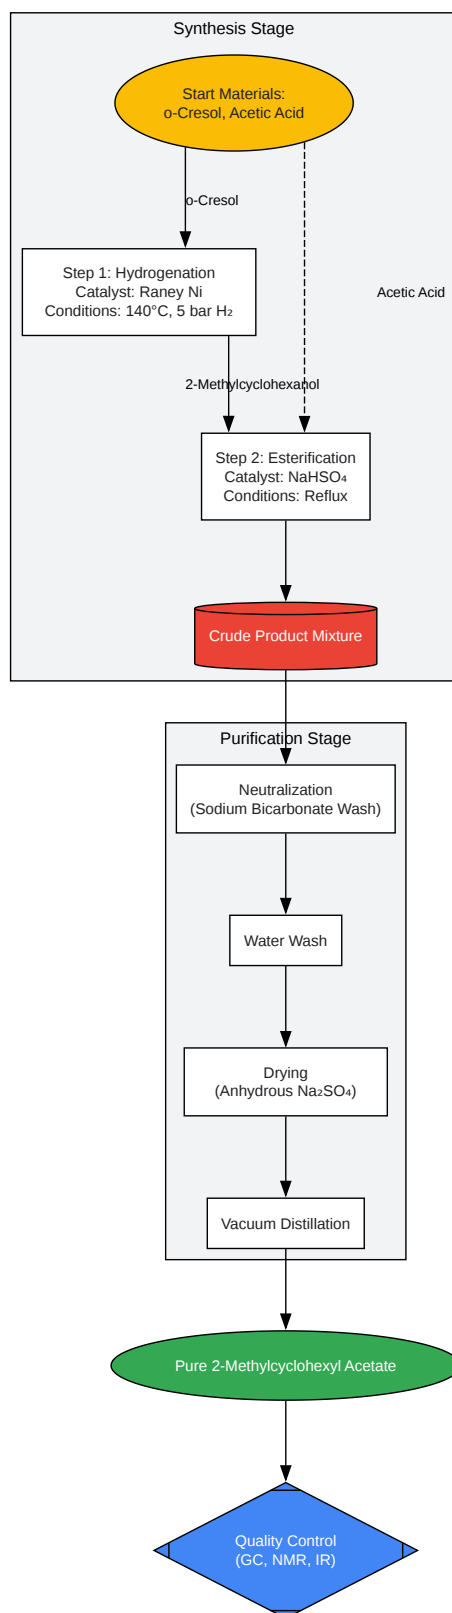 Synthesis Stage
Start Materials:
o-Cresol, Acetic Acid
o-Cresol
Step 1: Hydrogenation
Catalyst: Raney Ni
Conditions: 140°C, 5 bar H₂
Acetic Acid
2-Methylcyclohexanol
Step 2: Esterification
Catalyst: NaHSO₄
Conditions: Reflux
Crude Product Mixture
Purification Stage
Neutralization
(Sodium Bicarbonate Wash)
Water Wash
Drying
(Anhydrous Na₂SO₄)
Vacuum Distillation
Pure 2-Methylcyclohexyl Acetate
Quality Control
(GC, NMR, IR)